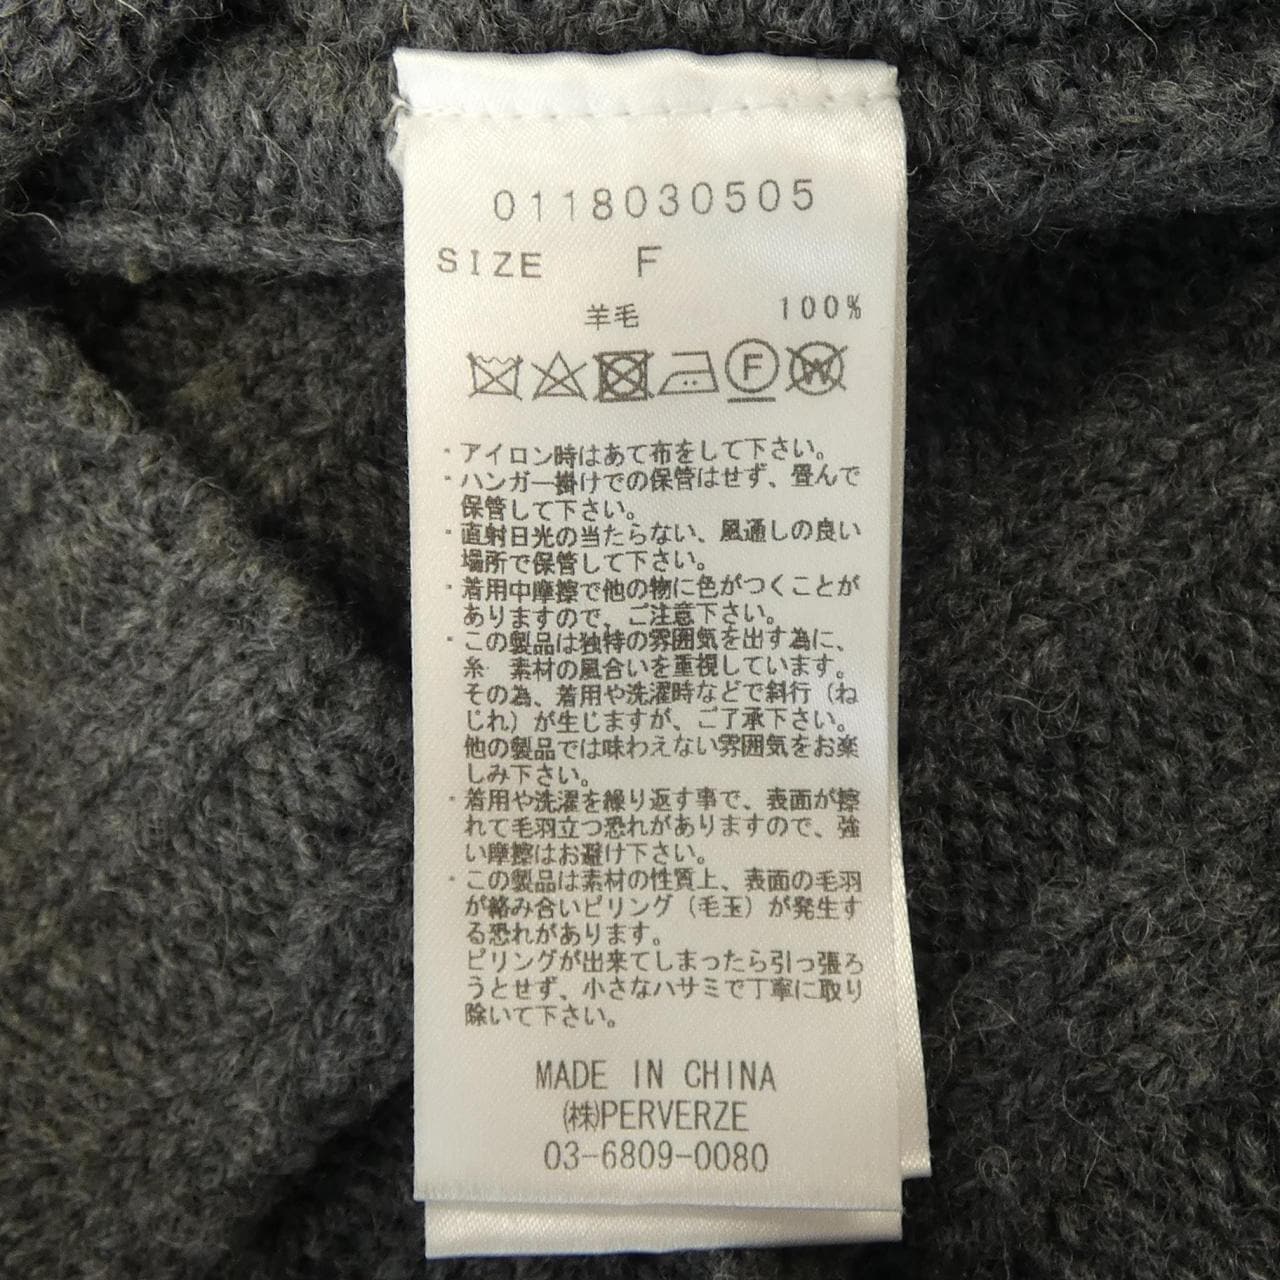 0118030505
SIZE F
羊毛 100%
F W
・アイロン時はあて布をして下さい。
・ハンガー掛けでの保管はせず、畳んで
保管して下さい。
・直射日光の当たらない、風通しの良い
場所で保管して下さい。
・着用中摩擦で他の物に色がつくことが
ありますので、ご注意下さい。
・この製品は独特の雰囲気を出す為に、
糸 素材の風合いを重視しています。
その為、着用や洗濯時などで斜行（ね
じれ）が生じますが、ご了承下さい。
他の製品では味わえない雰囲気をお楽
しみ下さい。
・着用や洗濯を繰り返す事で、表面が擦
れて毛羽立つ恐れがありますので、強
い摩擦はお避け下さい。
・この製品は素材の性質上、表面の毛羽
が絡み合いピリング（毛玉）が発生す
る恐れがあります。
ピリングが出来てしまったら引っ張ろ
うとせず、小さなハサミで丁寧に取り
除いて下さい。
MADE IN CHINA
㈱PERVERZE
03-6809-0080